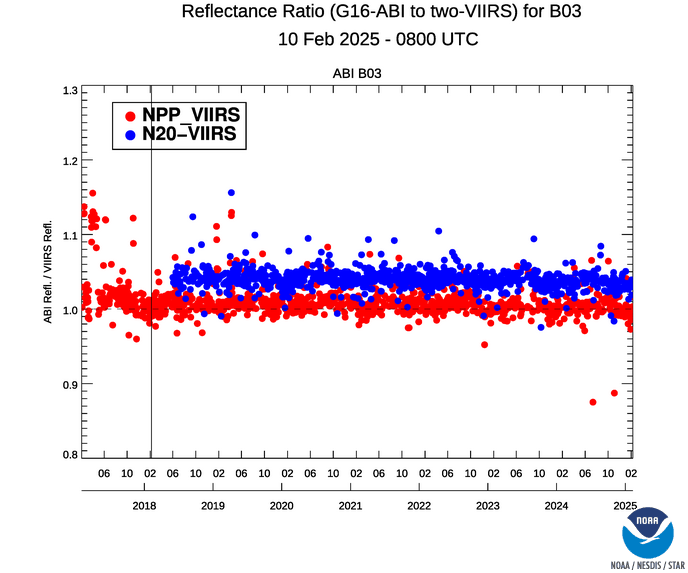 Reflectance Ratio (G16-ABI to two-VIIRS) for B03
10 Feb 2025 - 0800 UTC
ABI B03
1.3
NPP_VIIRS
N20-VIIRS
1.2
1.1
ABI Refl. / VIIRS Refl.
1.0
0.9
0.8
06 10 02 06 10 02 06 10 02 06 10 02 06 10 02 06 10 02 06 10 02 06 10 02
2018 2019 2020 2021 2022 2023 2024 2025
NOAA
NOAA / NESDIS / STAR